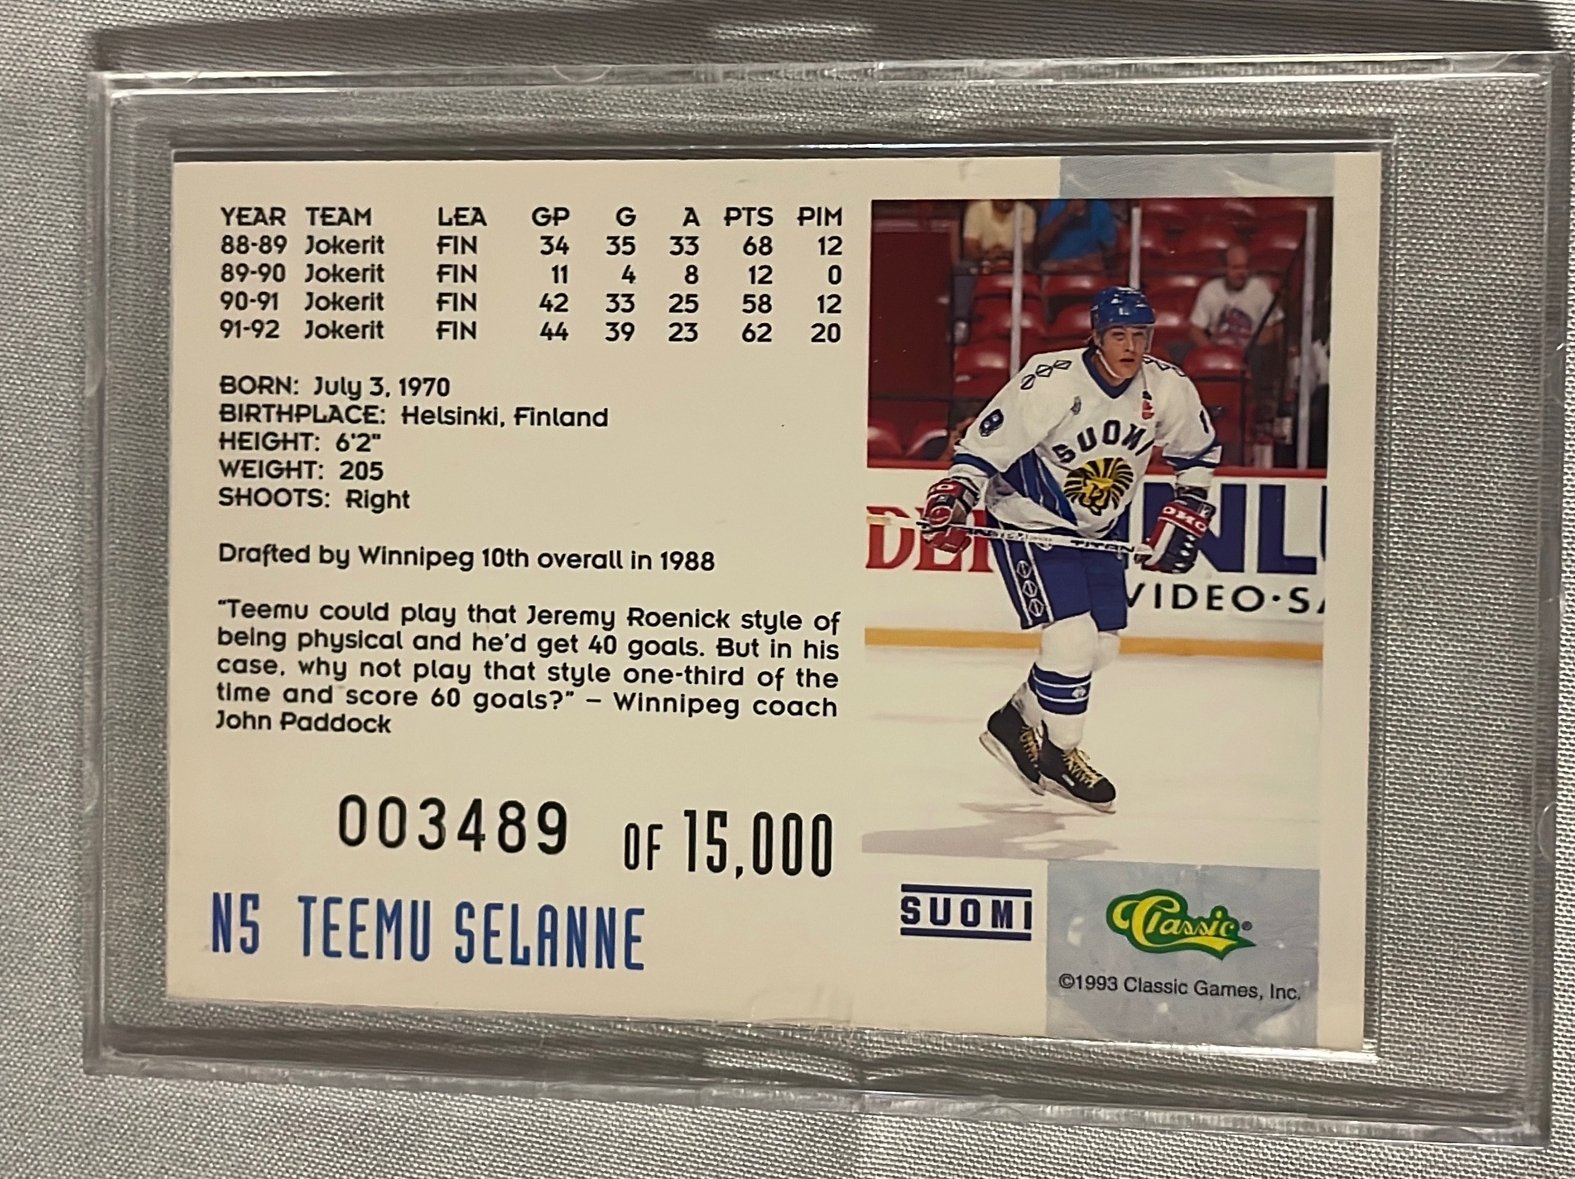 YEAR TEAM LEA GP G A PTS PIM
88-89 Jokerit FIN 34 35 33 68 12
89-90 Jokerit FIN 11 4 8 12 0
90-91 Jokerit FIN 42 33 25 58 12
91-92 Jokerit FIN 44 39 23 62 20
BORN: July 3, 1970
BIRTHPLACE: Helsinki, Finland
HEIGHT: 6'2"
WEIGHT: 205
SHOOTS: Right
Drafted by Winnipeg 10th overall in 1988
"Teemu could play that Jeremy Roenick style of
being physical and he'd get 40 goals. But in his
case, why not play that style one-third of the
time and score 60 goals?" – Winnipeg coach
John Paddock
003489 OF 15,000
N5 TEEMU SELANNE
8
SUOMI
TITAN
VIDEO·SA
SUOMI
Classic®
©1993 Classic Games, Inc.